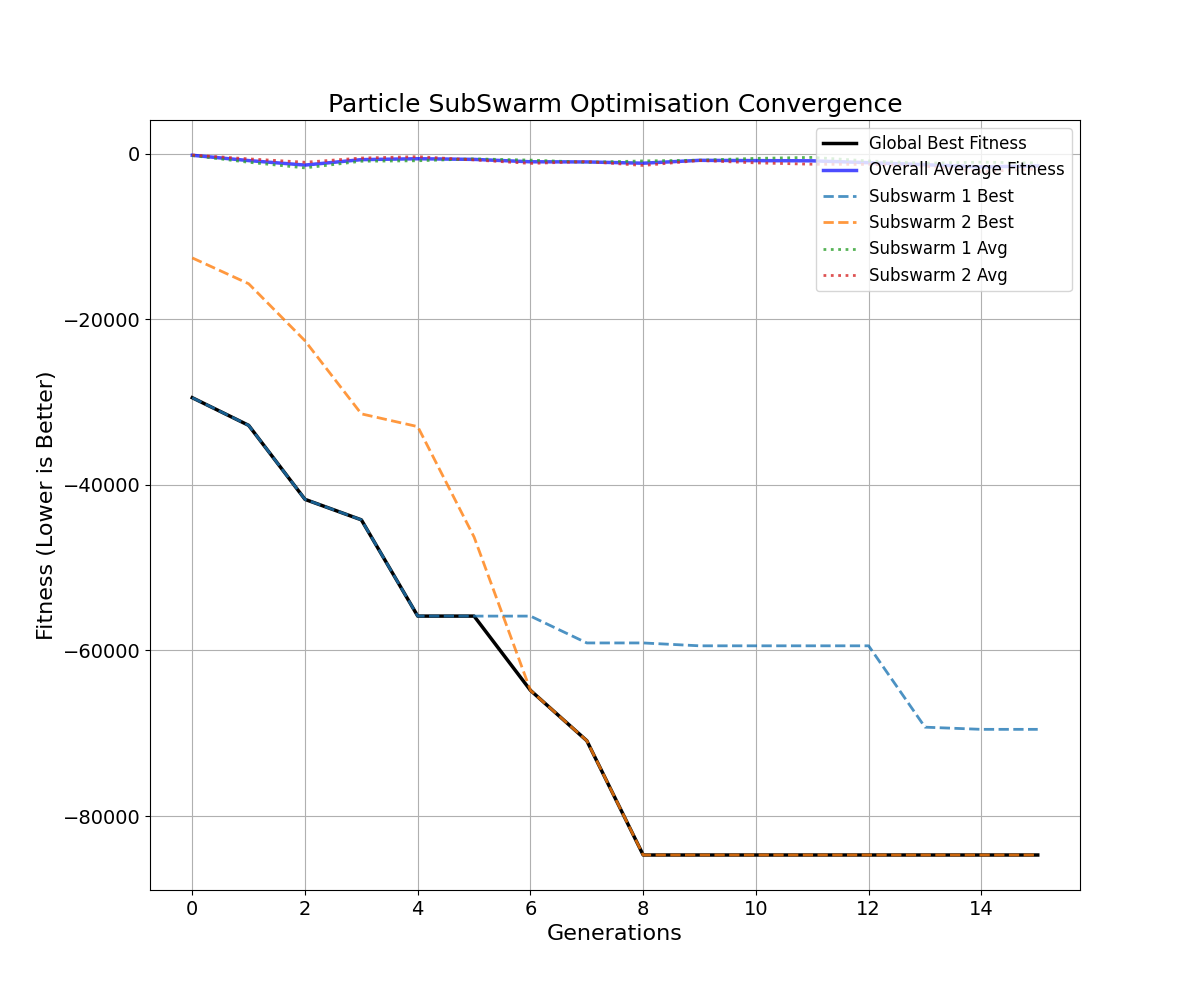 Particle SubSwarm Optimisation Convergence
Global Best Fitness
Overall Average Fitness
Subswarm 1 Best
Subswarm 2 Best
Subswarm 1 Avg
Subswarm 2 Avg
Fitness (Lower is Better)
0
−20000
−40000
−60000
−80000
0 2 4 6 8 10 12 14
Generations